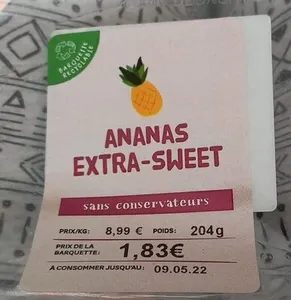 BARQUETTE
RECYCLABLE
ANANAS
EXTRA-SWEET
sans conservateurs
PRIX/KG: 8,99 € POIDS: 204g
PRIX DE LA
BARQUETTE: 1,83€
À CONSOMMER JUSQU'AU: 09.05.22